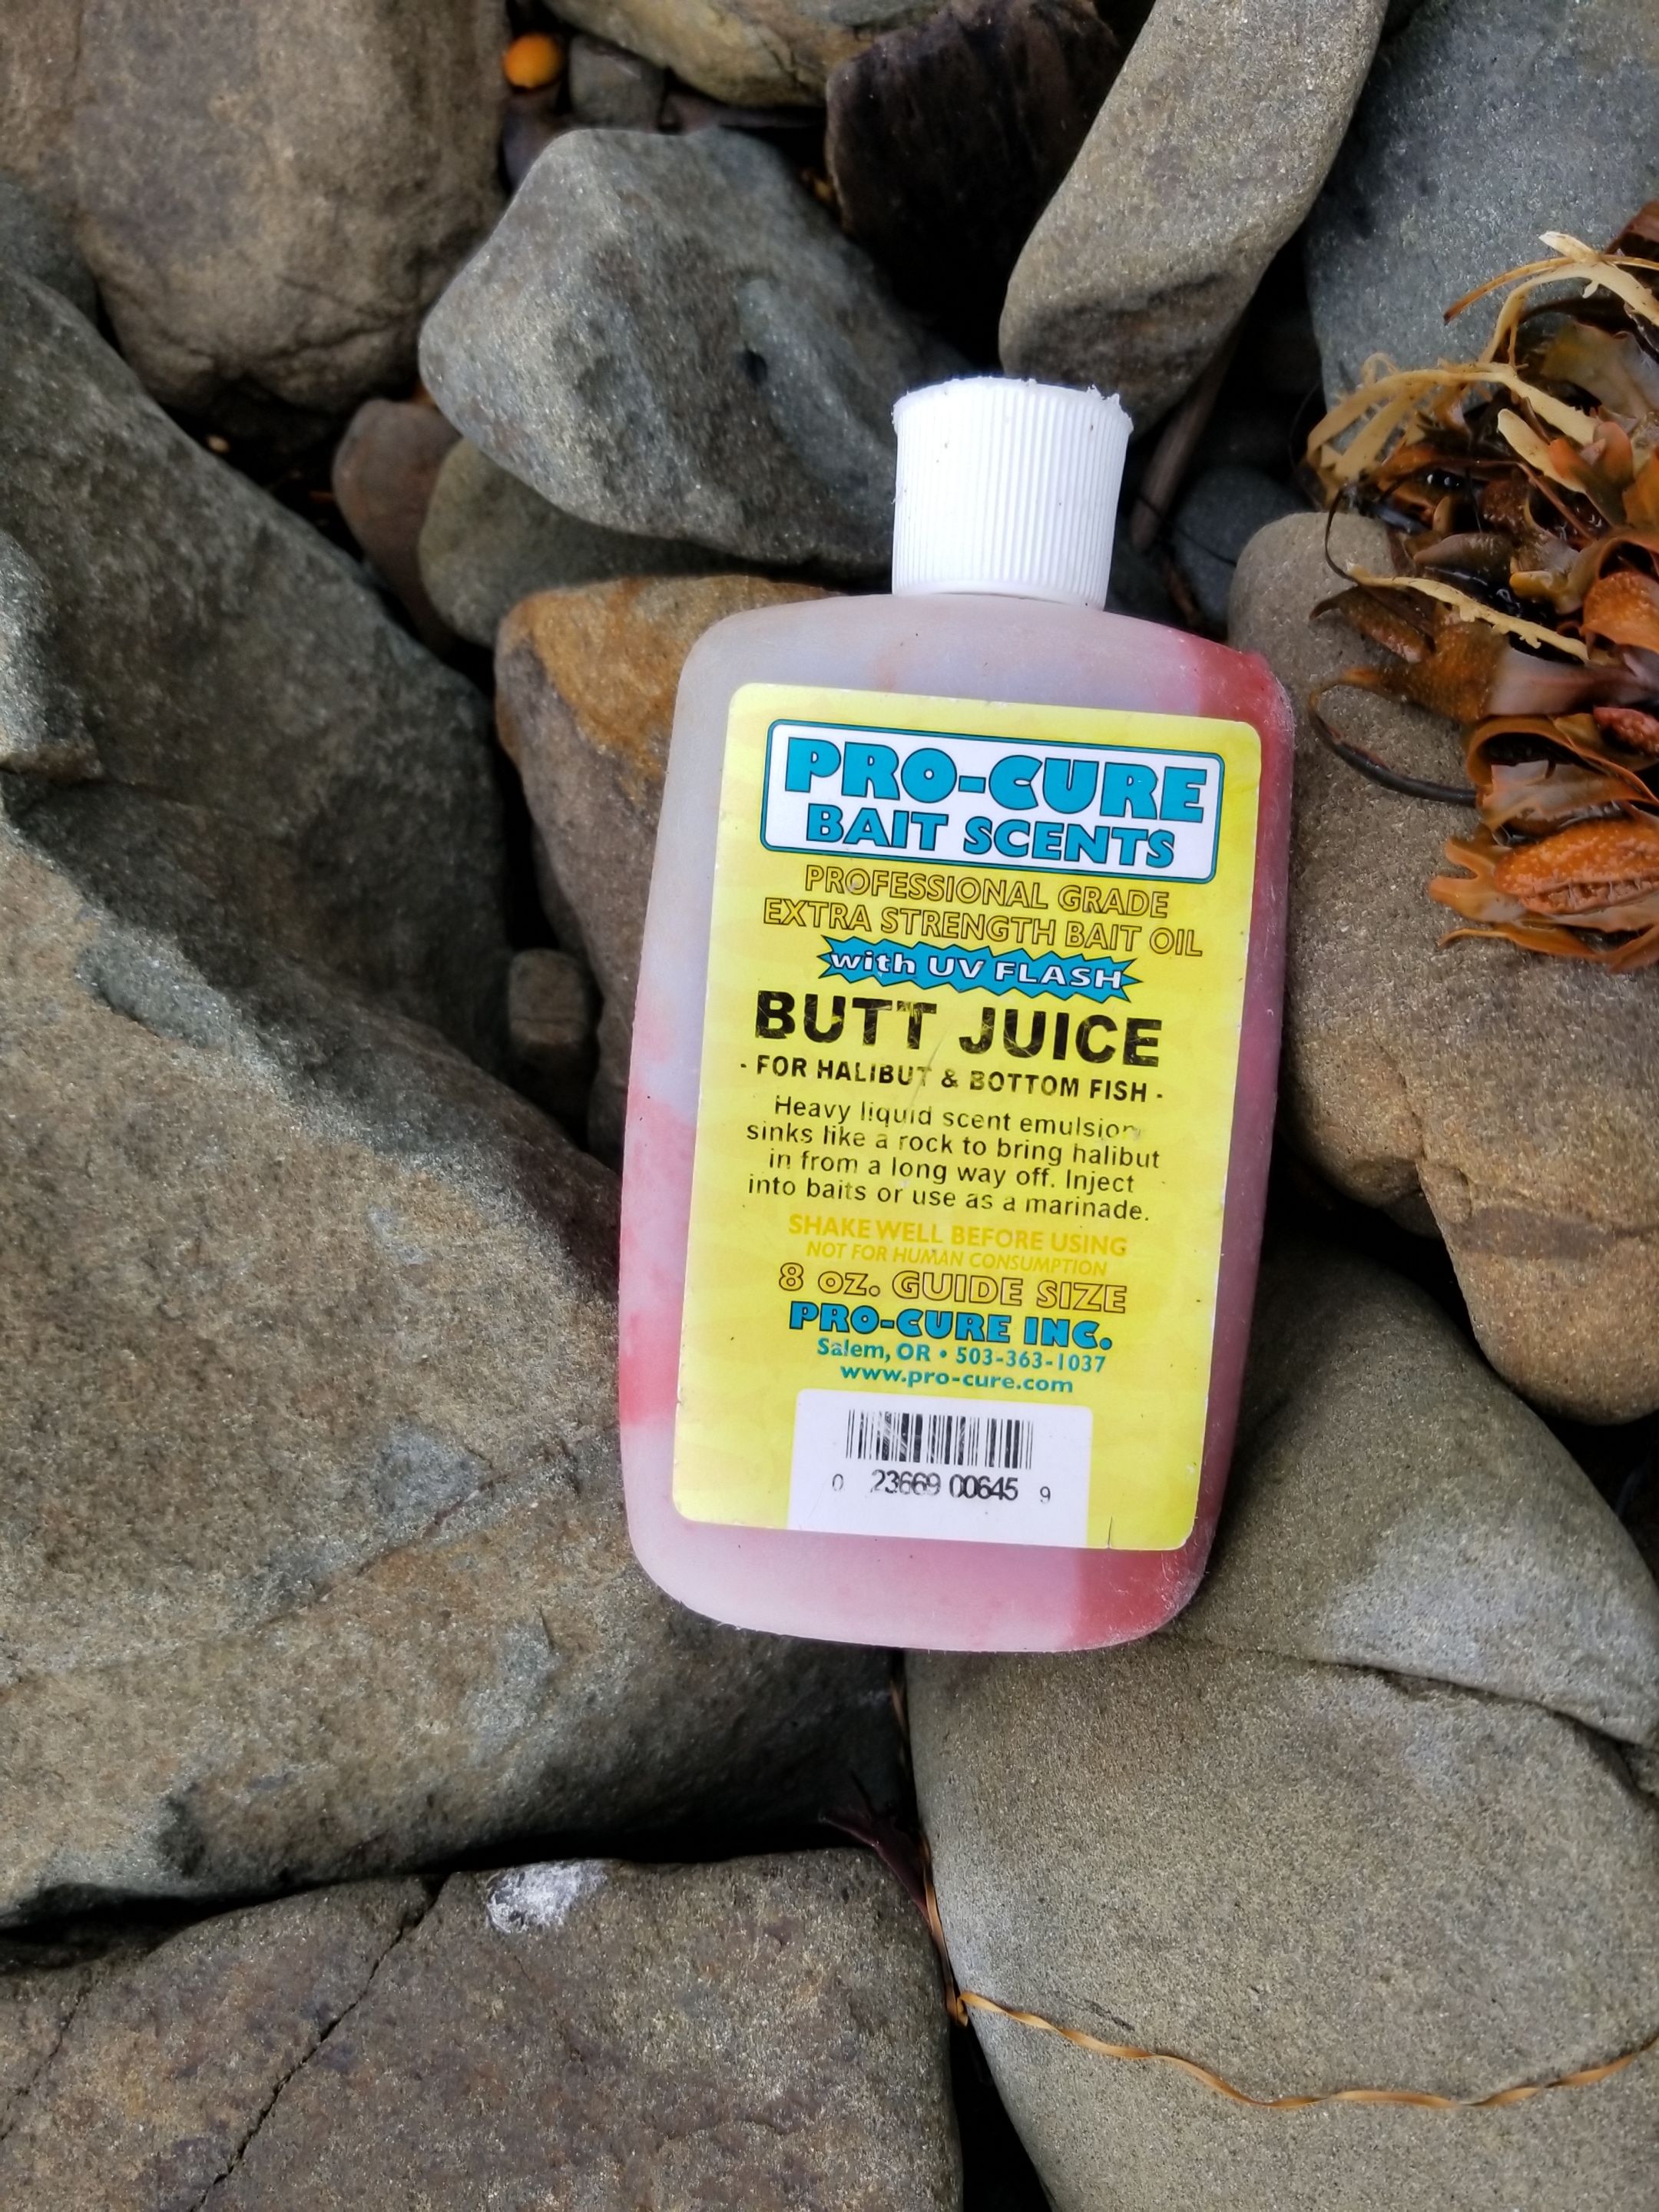 PRO-CURE
BAIT SCENTS
PROFESSIONAL GRADE
EXTRA STRENGTH BAIT OIL
with UV FLASH
BUTT JUICE
- FOR HALIBUT & BOTTOM FISH -
Heavy liquid scent emulsion
sinks like a rock to bring halibut
in from a long way off. Inject
into baits or use as a marinade.
SHAKE WELL BEFORE USING
NOT FOR HUMAN CONSUMPTION
8 oz. GUIDE SIZE
PRO-CURE INC.
Salem, OR • 503-363-1037
www.pro-cure.com
0 23669 00645 9